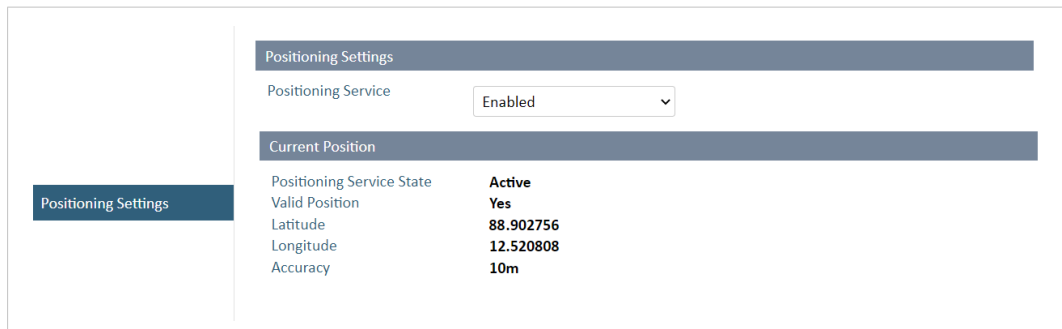 Positioning Settings
Positioning Settings
Positioning Service
Enabled
Current Position
Positioning Service State Active
Valid Position Yes
Latitude 88.902756
Longitude 12.520808
Accuracy 10m